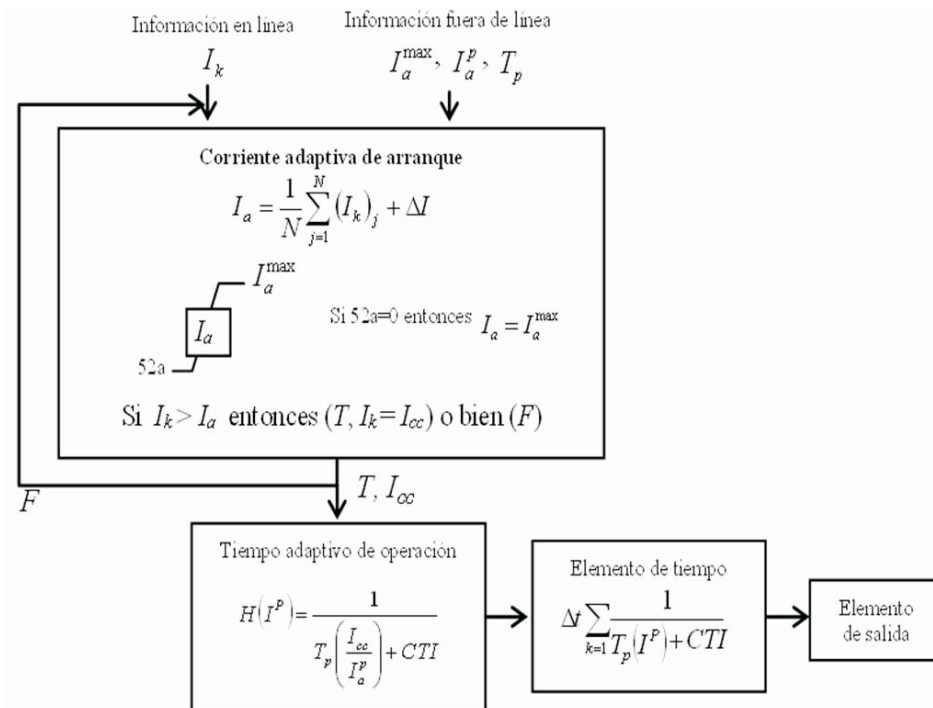 Información en línea
Información fuera de línea
I_k
I_a^max, I_a^p, T_p
Corriente adaptiva de arranque
I_a = 1/N ∑_{j=1}^{N} (I_k)_j + ΔI
I_a^max
I_a
52a
Si 52a=0 entonces I_a = I_a^max
Si I_k > I_a entonces (T, I_k = I_cc) o bien (F)
F
T, I_cc
Tiempo adaptivo de operación
H(I^P) = 1 / (T_p (I_cc / I_a^p) + CTI)
Elemento de tiempo
Δt ∑_{k=1} 1 / (T_p (I^P) + CTI)
Elemento
de salida